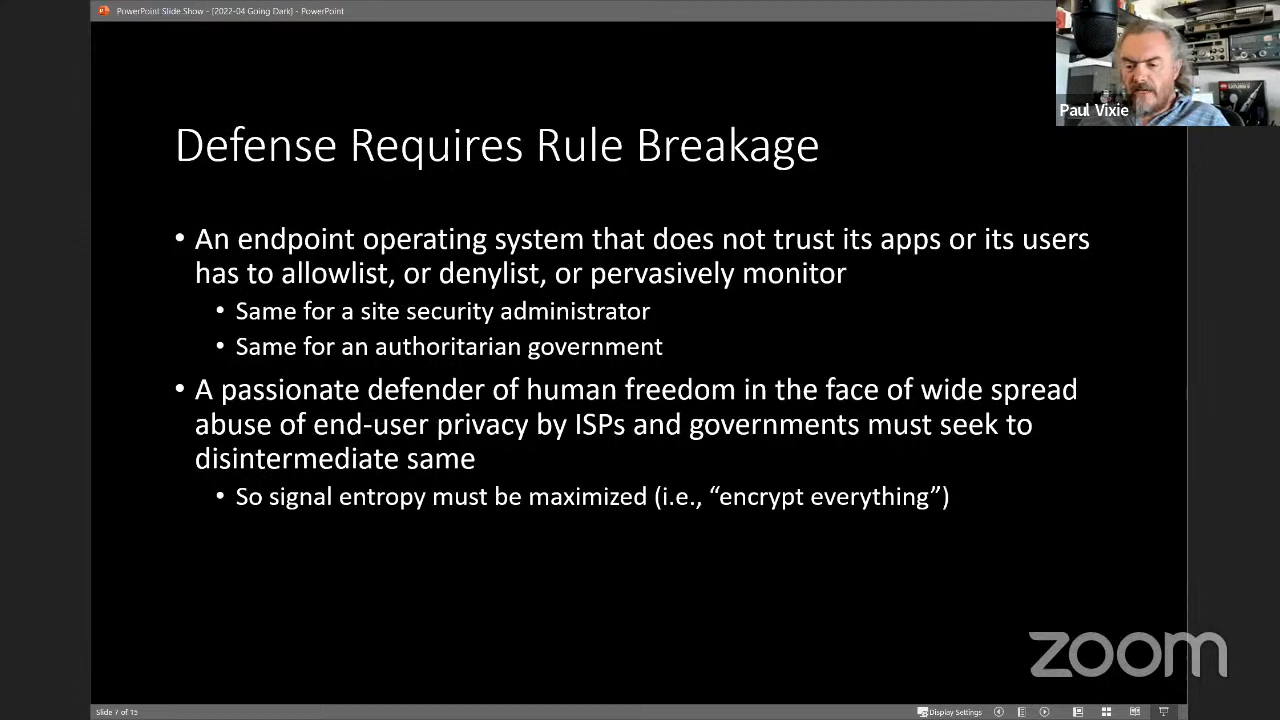 PowerPoint Slide Show - [2022-04 Going Dark] - PowerPoint
Paul Vixie
Defense Requires Rule Breakage
• An endpoint operating system that does not trust its apps or its users
has to allowlist, or denylist, or pervasively monitor
• Same for a site security administrator
• Same for an authoritarian government
• A passionate defender of human freedom in the face of wide spread
abuse of end-user privacy by ISPs and governments must seek to
disintermediate same
• So signal entropy must be maximized (i.e., “encrypt everything”)
zoom
Slide 7 of 15
Display Settings